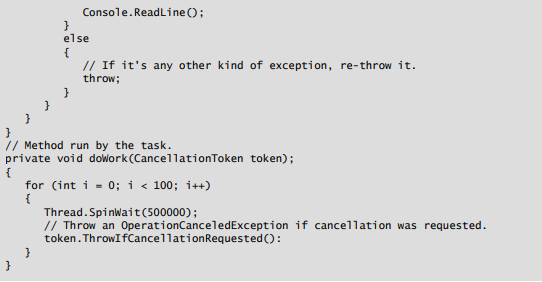 Console.ReadLine();
}
else
{
// If it's any other kind of exception, re-throw it.
throw;
}
}
}
}
// Method run by the task.
private void doWork(CancellationToken token);
{
for (int i = 0; i < 100; i++)
{
Thread.SpinWait(500000);
// Throw an OperationCanceledException if cancellation was requested.
token.ThrowIfCancellationRequested():
}
}